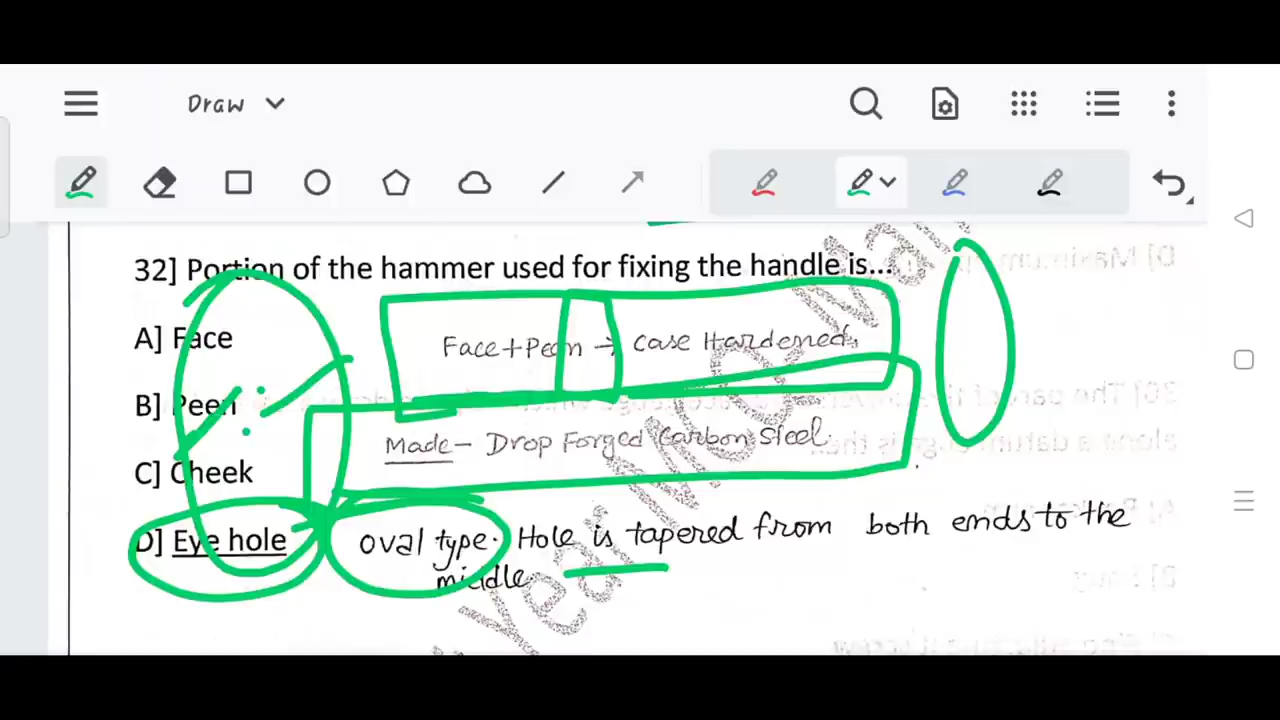 Draw
32] Portion of the hammer used for fixing the handle is...
A] Face
Face+Peen → case Hardened.
B] Peen
Made - Drop Forged Carbon Steel
C] Cheek
D] Eye hole oval type. Hole is tapered from both ends to the
middle